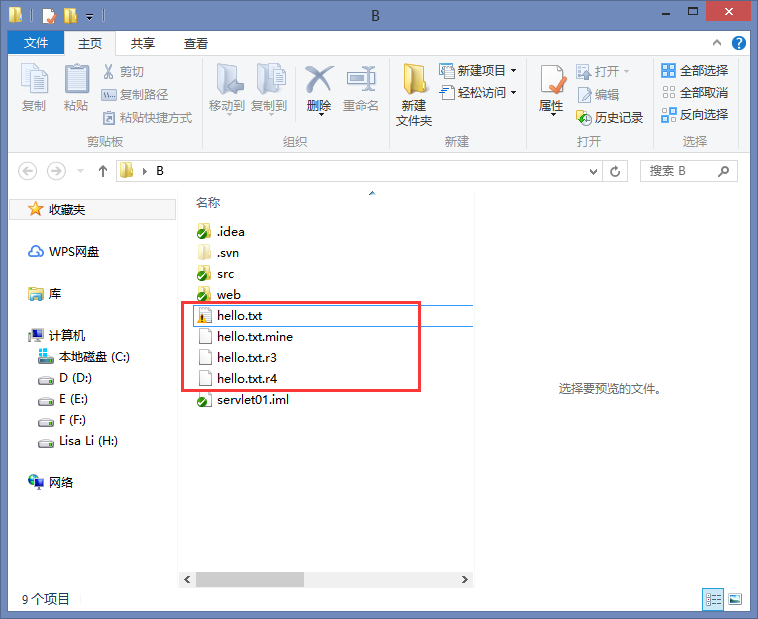 B
文件 主页 共享 查看
复制
粘贴
剪切
复制路径
粘贴快捷方式
剪贴板
移动到 复制到 删除 重命名
组织
新建
文件夹
新建项目
轻松访问
新建
属性
打开
编辑
历史记录
打开
全部选择
全部取消
反向选择
选择
B
搜索 B
收藏夹
WPS网盘
库
计算机
本地磁盘 (C:)
D (D:)
E (E:)
F (F:)
Lisa Li (H:)
网络
名称
.idea
.svn
src
web
hello.txt
hello.txt.mine
hello.txt.r3
hello.txt.r4
servlet01.iml
选择要预览的文件。
9 个项目